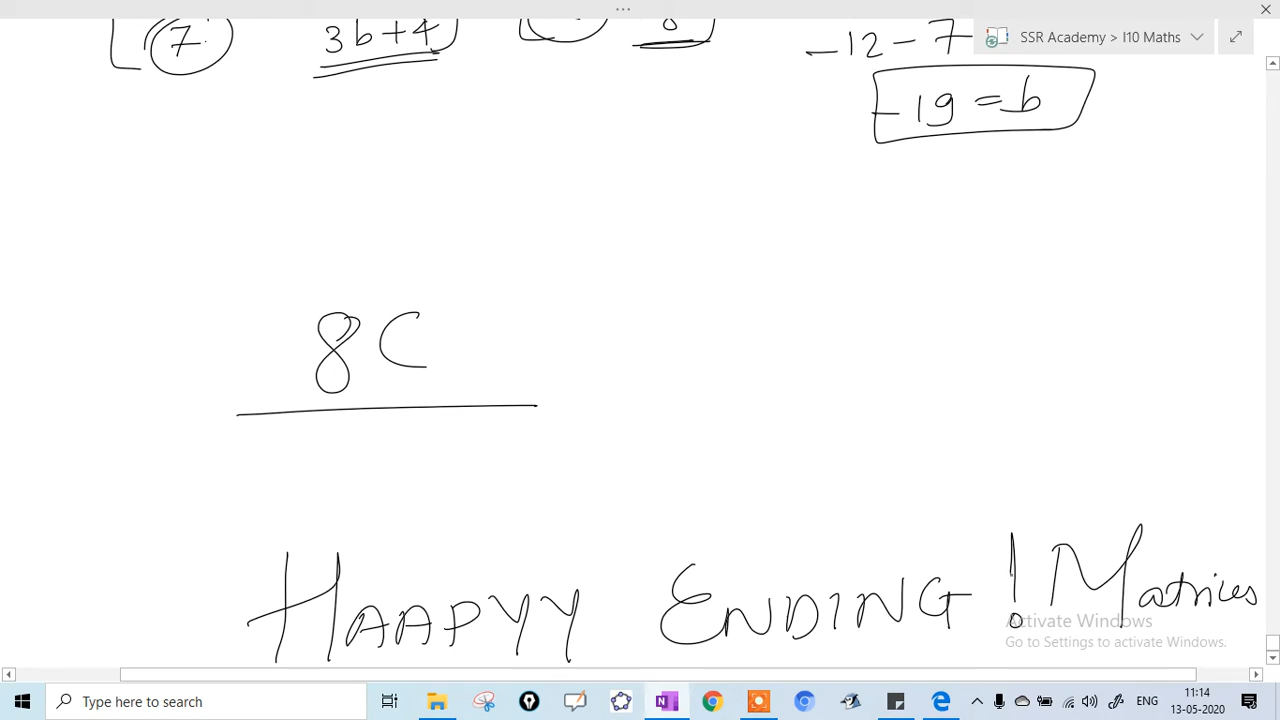 SSR Academy > I10 Maths
7 3b+4 8 -12 - 7
-19 = b
8C
HAAPYY ENDING ! Matrices
Activate Windows
Go to Settings to activate Windows.
Type here to search
ENG
11:14
13-05-2020